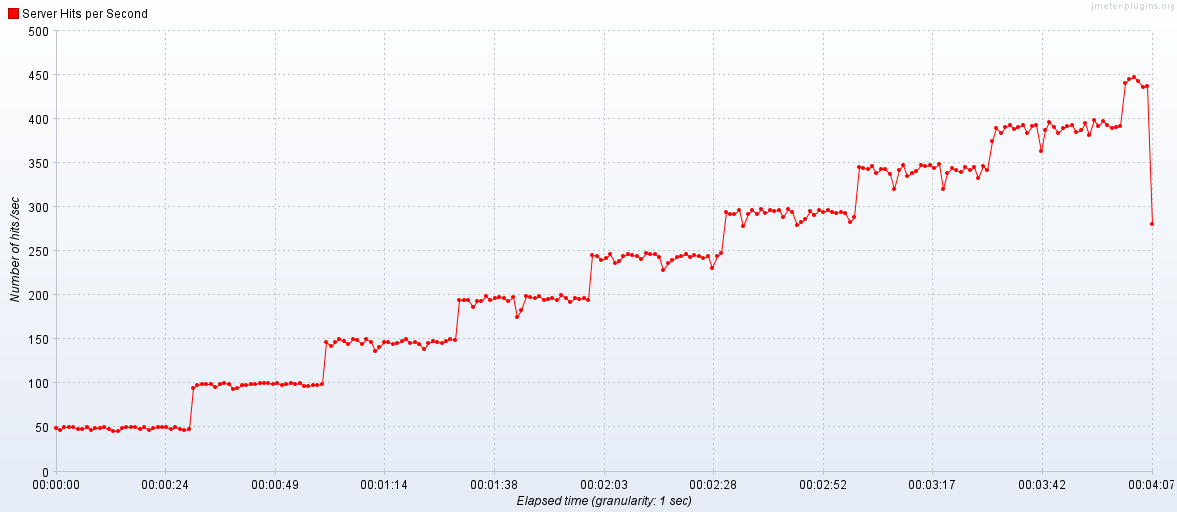 jmeter-plugins.org
Server Hits per Second
500
450
400
350
300
250
200
150
100
50
0
Number of hits /sec
00:00:00 00:00:24 00:00:49 00:01:14 00:01:38 00:02:03 00:02:28 00:02:52 00:03:17 00:03:42 00:04:07
Elapsed time (granularity: 1 sec)